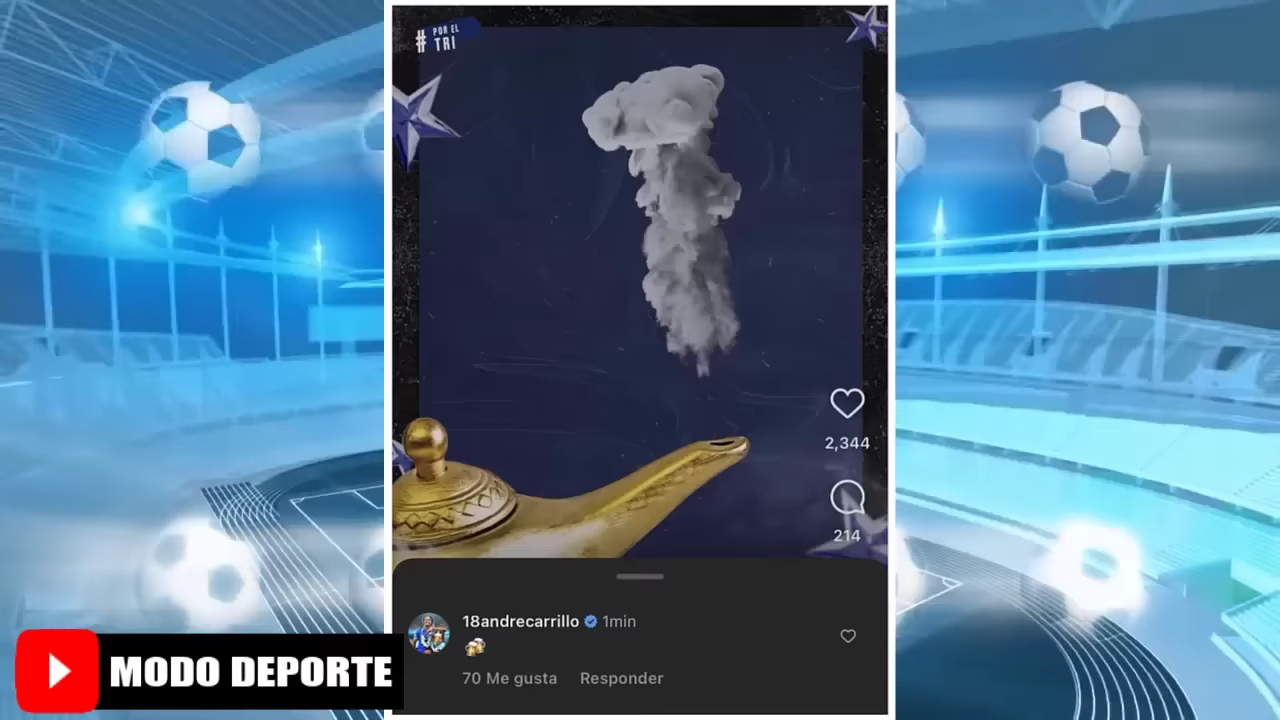 # POR EL
TRI
2,344
214
18andrecarrillo 1min
🍻
70 Me gusta Responder
MODO DEPORTE